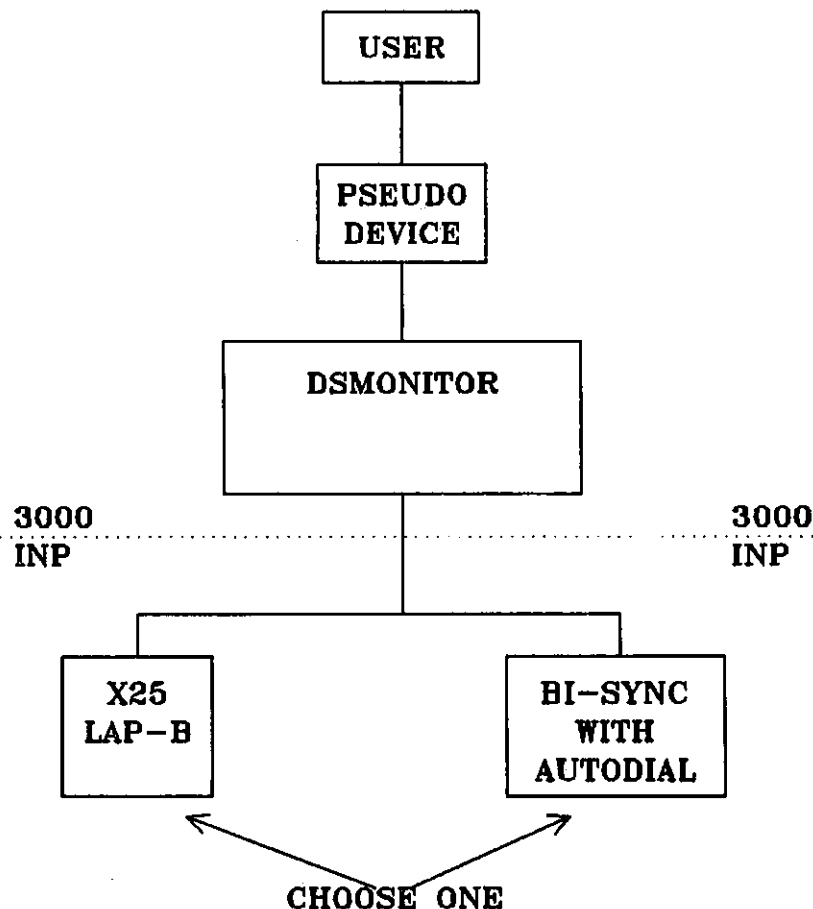 USER
PSEUDO
DEVICE
DSMONITOR
3000
INP
3000
INP
X25
LAP-B
BI-SYNC
WITH
AUTODIAL
CHOOSE ONE